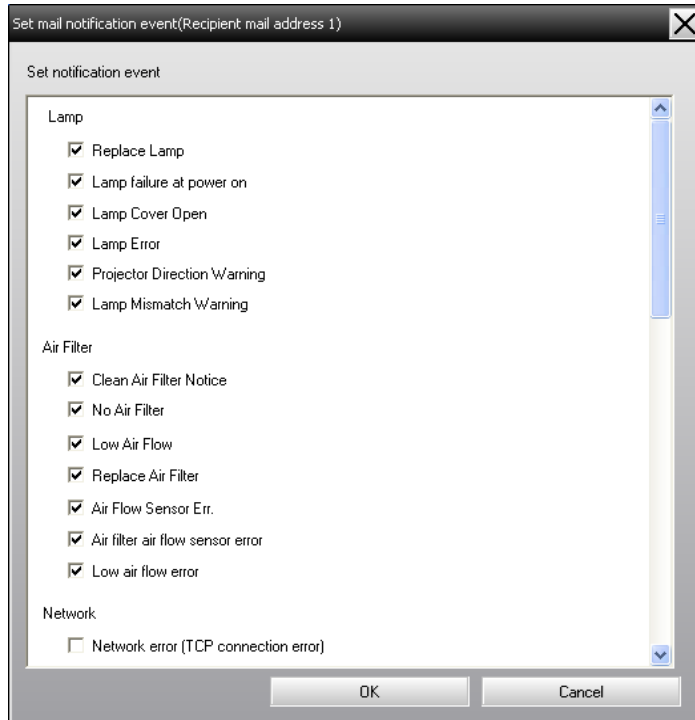 Set mail notification event(Recipient mail address 1)
Set notification event
Lamp
Replace Lamp
Lamp failure at power on
Lamp Cover Open
Lamp Error
Projector Direction Warning
Lamp Mismatch Warning
Air Filter
Clean Air Filter Notice
No Air Filter
Low Air Flow
Replace Air Filter
Air Flow Sensor Err.
Air filter air flow sensor error
Low air flow error
Network
Network error (TCP connection error)
OK Cancel